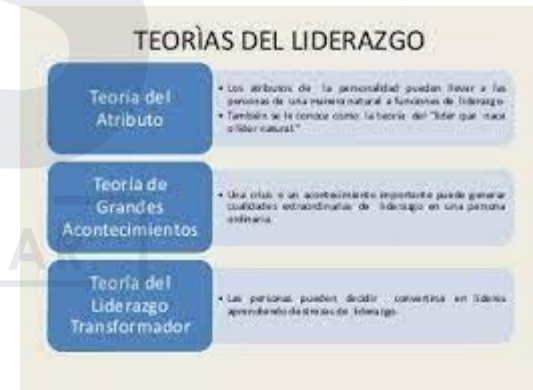 TEORÌAS DEL LIDERAZGO
Teoría del
Atributo
• Los atributos de la personalidad pueden llevar a las
personas de una manera natural a funciones de liderazgo
• También se le conoce como la teoría del "líder que nace
o líder natural."
Teoría de
Grandes
Acontecimientos
• Una crisis o un acontecimiento importante puede generar
cualidades extraordinarias de liderazgo en una persona
ordinaria.
Teoría del
Liderazgo
Transformador
• Las personas pueden decidir convertirse en líderes
aprendiendo destrezas de liderazgo.